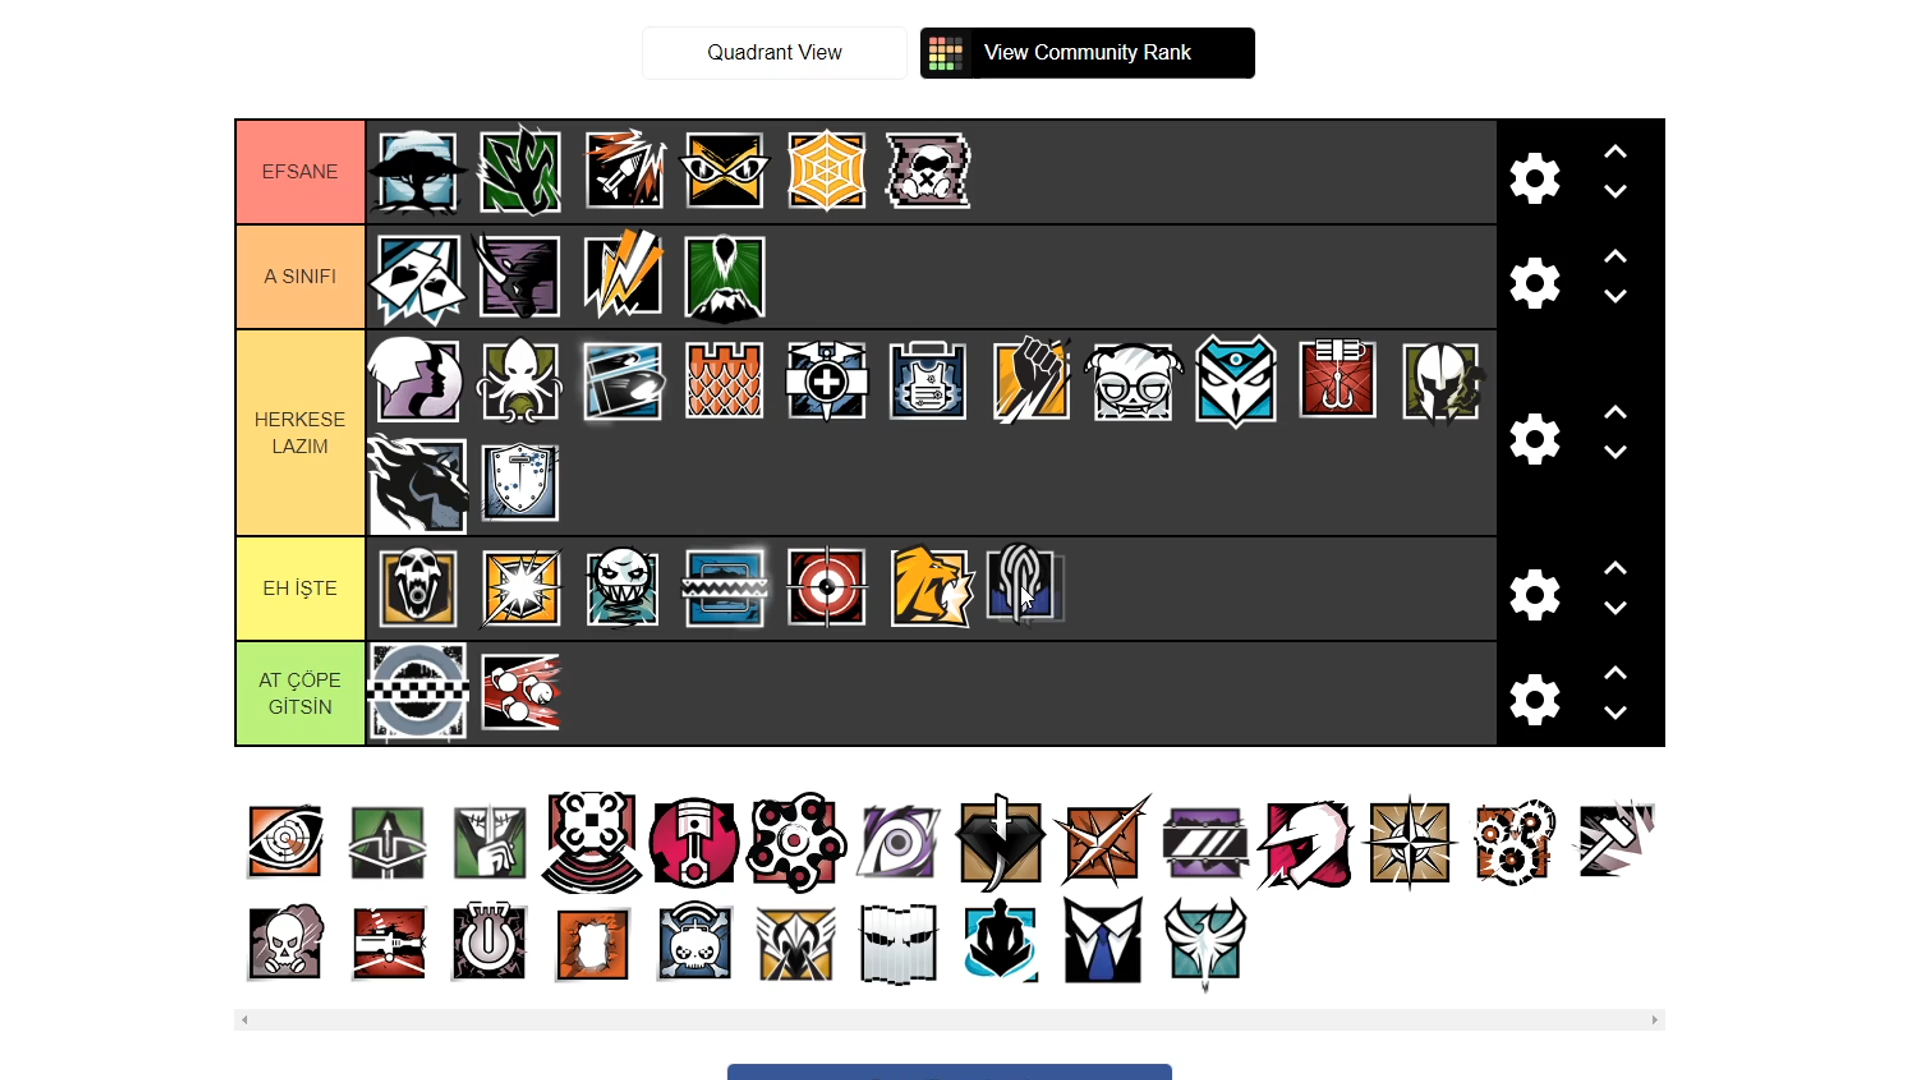 Quadrant View
View Community Rank
EFSANE
A SINIFI
HERKESE
LAZIM
EH İŞTE
AT ÇÖPE
GİTSİN